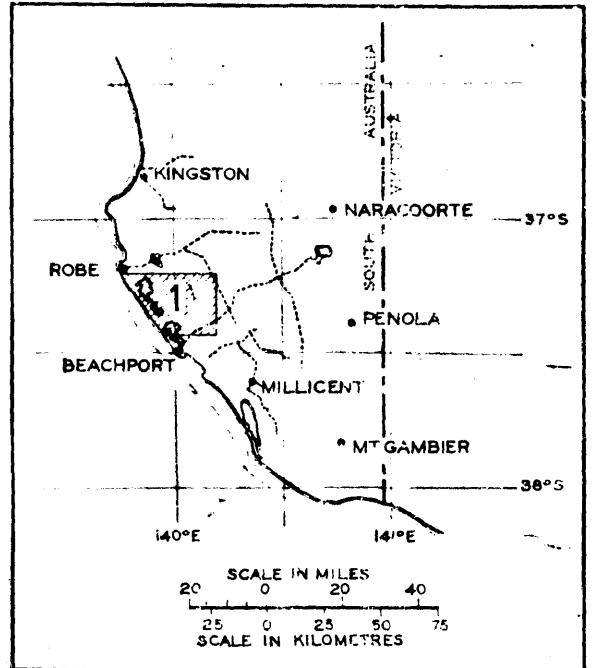 AUSTRALIA
VICTORIA
SOUTH
KINGSTON
NARACOORTE
37°S
ROBE
1
PENOLA
BEACHPORT
MILLICENT
MT GAMBIER
38°S
140°E
141°E
SCALE IN MILES
20 0 20 40
25 0 25 50 75
SCALE IN KILOMETRES